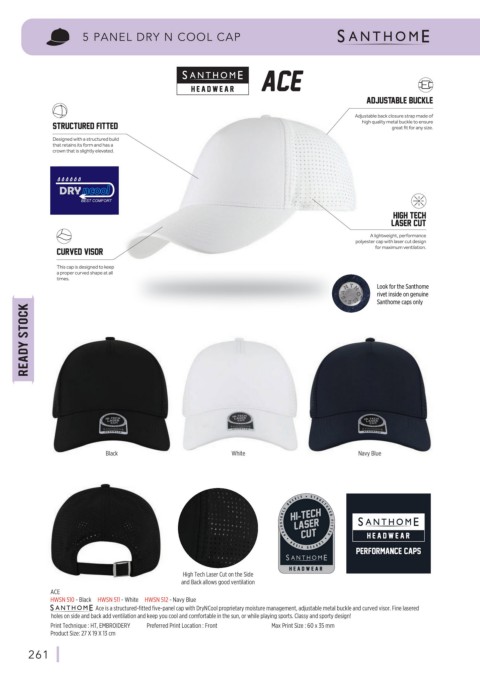 5 PANEL DRY N COOL CAP
SANTHOME
SANTHOME
HEADWEAR
ACE
ADJUSTABLE BUCKLE
Adjustable back closure strap made of
high quality metal buckle to ensure
great fit for any size.
STRUCTURED FITTED
Designed with a structured build
that retains its form and has a
crown that is slightly elevated.
DRYncool
BEST COMFORT
HIGH TECH
LASER CUT
A lightweight, performance
polyester cap with laser cut design
for maximum ventilation.
CURVED VISOR
This cap is designed to keep
a proper curved shape at all
times.
Look for the Santhome
rivet inside on genuine
Santhome caps only
READY STOCK
Black
White
Navy Blue
HI-TECH
LASER
CUT
SANTHOME
HEADWEAR
SANTHOME
HEADWEAR
PERFORMANCE CAPS
High Tech Laser Cut on the Side
and Back allows good ventilation
ACE
HWSN 510 - Black HWSN 511 - White HWSN 512 - Navy Blue
SANTHOME Ace is a structured-fitted five-panel cap with DryNCool proprietary moisture management, adjustable metal buckle and curved visor. Fine lasered
holes on side and back add ventilation and keep you cool and comfortable in the sun, or while playing sports. Classy and sporty design!
Print Technique : HT, EMBROIDERY Preferred Print Location : Front Max Print Size : 60 x 35 mm
Product Size: 27 X 19 X 13 cm
261